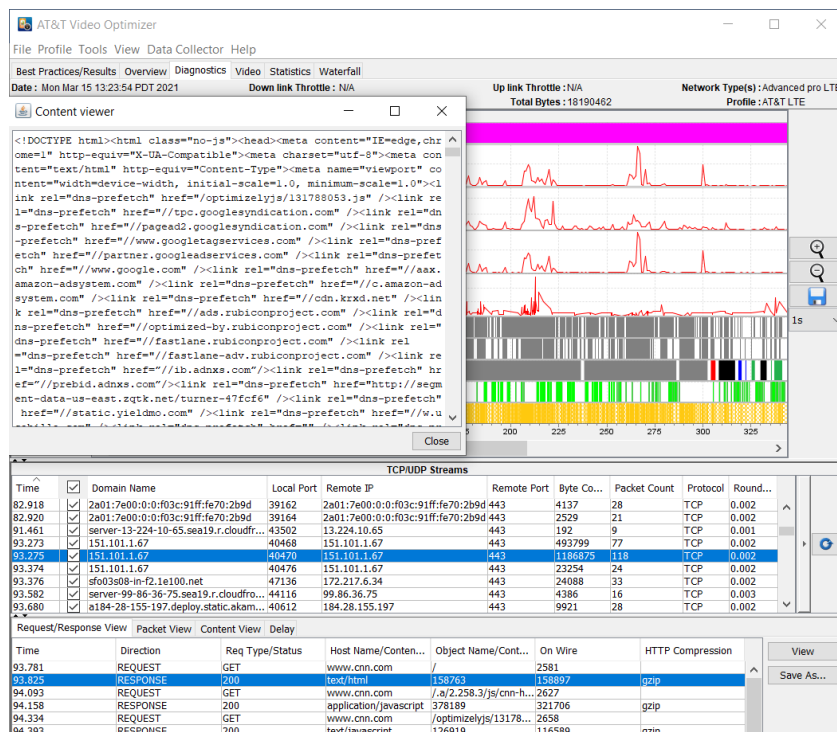 AT&T Video Optimizer
File Profile Tools View Data Collector Help
Best Practices/Results Overview Diagnostics Video Statistics Waterfall
Date : Mon Mar 15 13:23:54 PDT 2021 Down link Throttle : N/A Up link Throttle :N/A Network Type(s):Advanced pro LTE
Total Bytes : 18190462 Profile :AT&T LTE
Content viewer
<!DOCTYPE html><html class="no-js"><head><meta content="IE=edge,chr
ome=1" http-equiv="X-UA-Compatible"><meta charset="utf-8"><meta con
tent="text/html" http-equiv="Content-Type"><meta name="viewport" co
ntent="width=device-width, initial-scale=1.0, minimum-scale=1.0"><l
ink rel="dns-prefetch" href="/optimizelyjs/131788053.js" /><link re
l="dns-prefetch" href="//tpc.googlesyndication.com" /><link rel="dn
s-prefetch" href="//pagead2.googlesyndication.com" /><link rel="dns
-prefetch" href="//www.googletagservices.com" /><link rel="dns-pref
etch" href="//partner.googleadservices.com" /><link rel="dns-prefet
ch" href="//www.google.com" /><link rel="dns-prefetch" href="//aax.
amazon-adsystem.com" /><link rel="dns-prefetch" href="//c.amazon-ad
system.com" /><link rel="dns-prefetch" href="//cdn.krxd.net" /><lin
k rel="dns-prefetch" href="//ads.rubiconproject.com" /><link rel="d
ns-prefetch" href="//optimized-by.rubiconproject.com" /><link rel="
dns-prefetch" href="//fastlane.rubiconproject.com" /><link rel
="dns-prefetch" href="//fastlane-adv.rubiconproject.com" /><link re
l="dns-prefetch" href="//ib.adnxs.com"/><link rel="dns-prefetch" hr
ef="//prebid.adnxs.com"/><link rel="dns-prefetch" href="http://segm
ent-data-us-east.zqtk.net/turner-47fcf6" /><link rel="dns-prefetch"
href="//static.yieldmo.com" /><link rel="dns-prefetch" href="//w.u
Close
1s
200 225 250 275 300 325
TCP/UDP Streams
Time Domain Name Local Port Remote IP Remote Port Byte Co... Packet Count Protocol Round...
82.918 2a01:7e00:0:0:f03c:91ff:fe70:2b9d 39162 2a01:7e00:0:0:f03c:91ff:fe70:2b9d 443 4137 28 TCP 0.002
82.920 2a01:7e00:0:0:f03c:91ff:fe70:2b9d 39164 2a01:7e00:0:0:f03c:91ff:fe70:2b9d 443 2529 21 TCP 0.002
91.461 server-13-224-10-65.sea19.r.cloudfr... 43502 13.224.10.65 443 192 9 TCP 0.001
93.273 151.101.1.67 40468 151.101.1.67 443 493799 77 TCP 0.002
93.275 151.101.1.67 40470 151.101.1.67 443 1186875 118 TCP 0.002
93.374 151.101.1.67 40476 151.101.1.67 443 23254 24 TCP 0.002
93.376 sfo03s08-in-f2.1e100.net 47136 172.217.6.34 443 24088 33 TCP 0.002
93.582 server-99-86-36-75.sea19.r.cloudfro... 44116 99.86.36.75 443 4386 16 TCP 0.003
93.680 a184-28-155-197.deploy.static.akam... 40612 184.28.155.197 443 9921 28 TCP 0.002
Request/Response View Packet View Content View Delay
Time Direction Req Type/Status Host Name/Conten... Object Name/Cont... On Wire HTTP Compression View
93.781 REQUEST GET www.cnn.com / 2581
93.825 RESPONSE 200 text/html 158763 158897 gzip Save As...
94.093 REQUEST GET www.cnn.com /.a/2.258.3/js/cnn-h... 2627
94.158 RESPONSE 200 application/javascript 378189 321706 gzip
94.334 REQUEST GET www.cnn.com /optimizelyjs/13178... 2658
94.393 RESPONSE 200 text/javascript 126919 116589 gzip